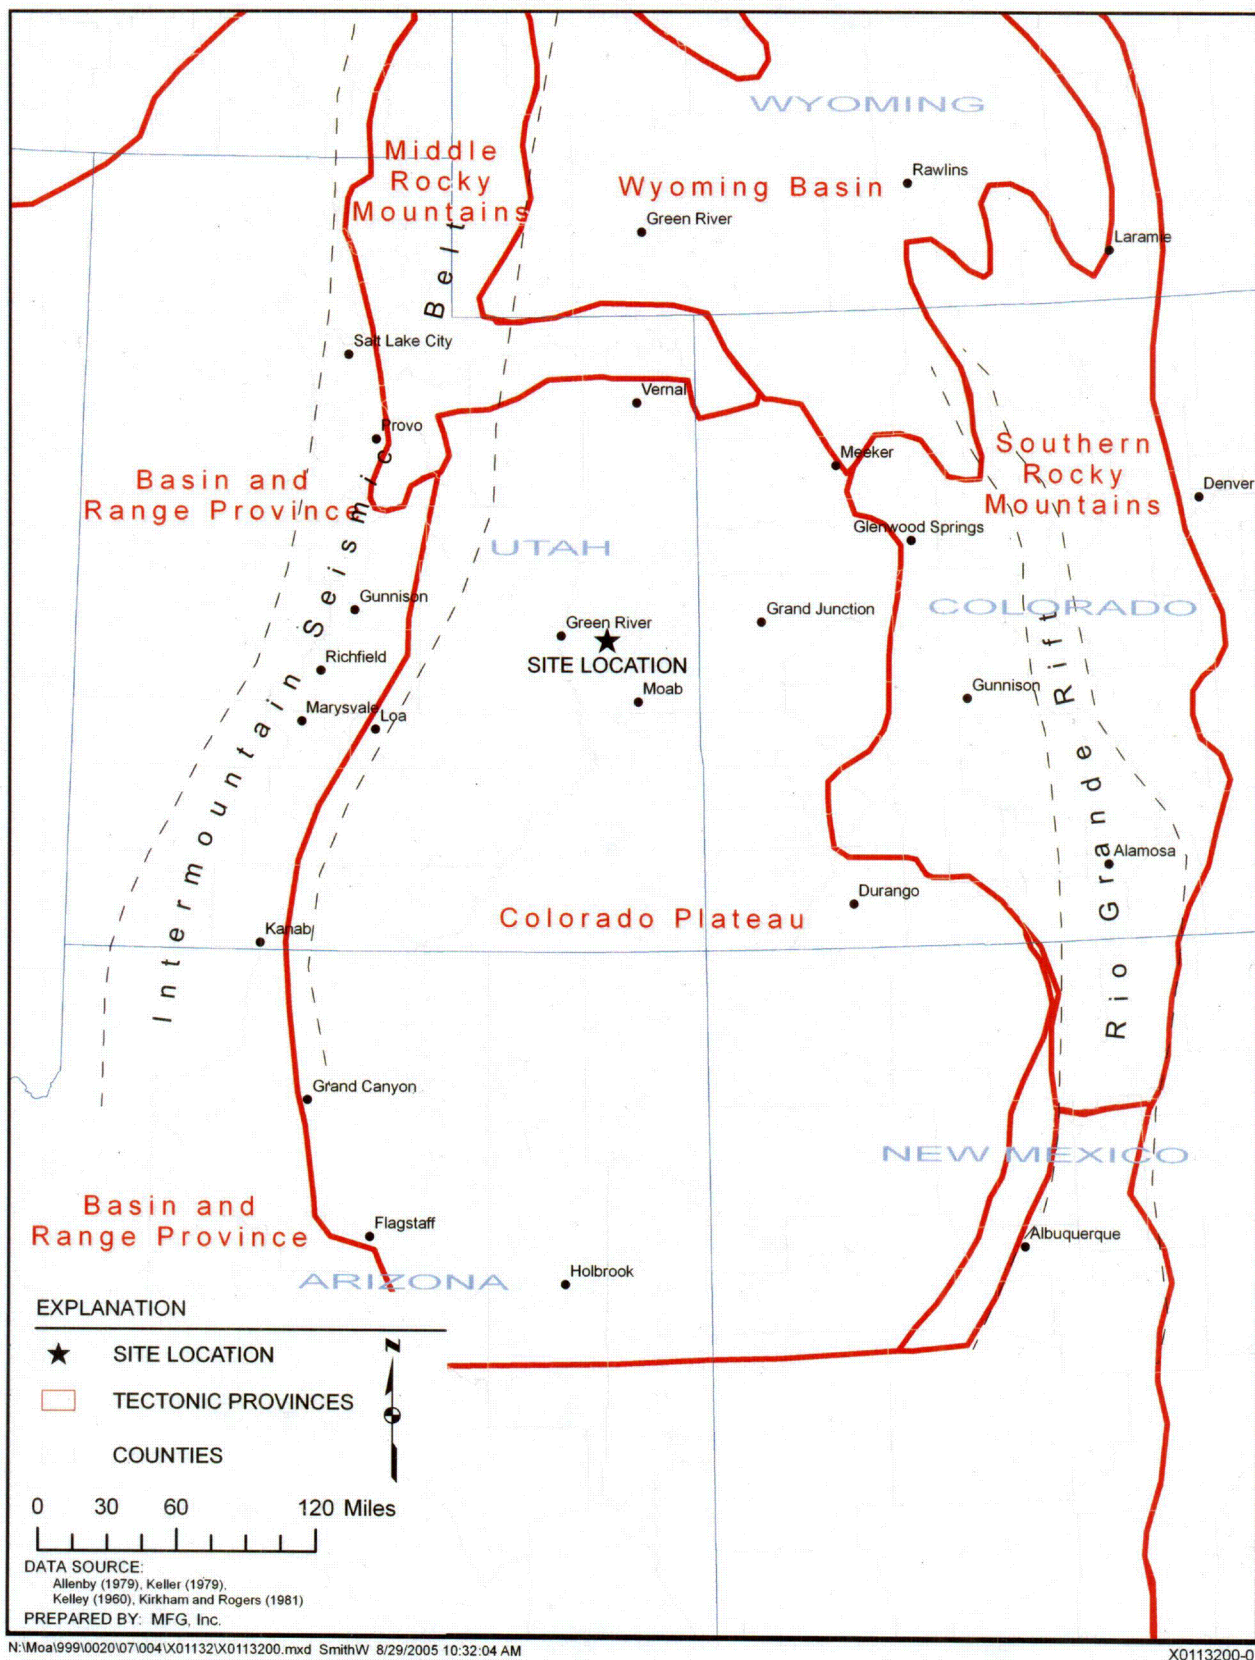 WYOMING
Middle
Rocky
Mountains
Wyoming Basin
Rawlins
Green River
Laramie
Salt Lake City
Vernal
Provo
Meeker
Southern
Rocky
Mountains
Basin and
Range Province
Denver
Glenwood Springs
UTAH
Gunnison
Green River
Grand Junction
COLORADO
SITE LOCATION
Richfield
Moab
Gunnison
Marysvale
Loa
Intermountain Seismic Belt
Rio Grande Rift
Alamosa
Durango
Colorado Plateau
Kanab
Grand Canyon
NEW MEXICO
Basin and
Range Province
Flagstaff
Albuquerque
Holbrook
ARIZONA
EXPLANATION
SITE LOCATION
TECTONIC PROVINCES
COUNTIES
N
0 30 60 120 Miles
DATA SOURCE:
Allenby (1979), Keller (1979),
Kelley (1960), Kirkham and Rogers (1981)
PREPARED BY: MFG, Inc.
N:\Moa\999\0020\07\004\X01132\X0113200.mxd SmithW 8/29/2005 10:32:04 AM
X0113200-0